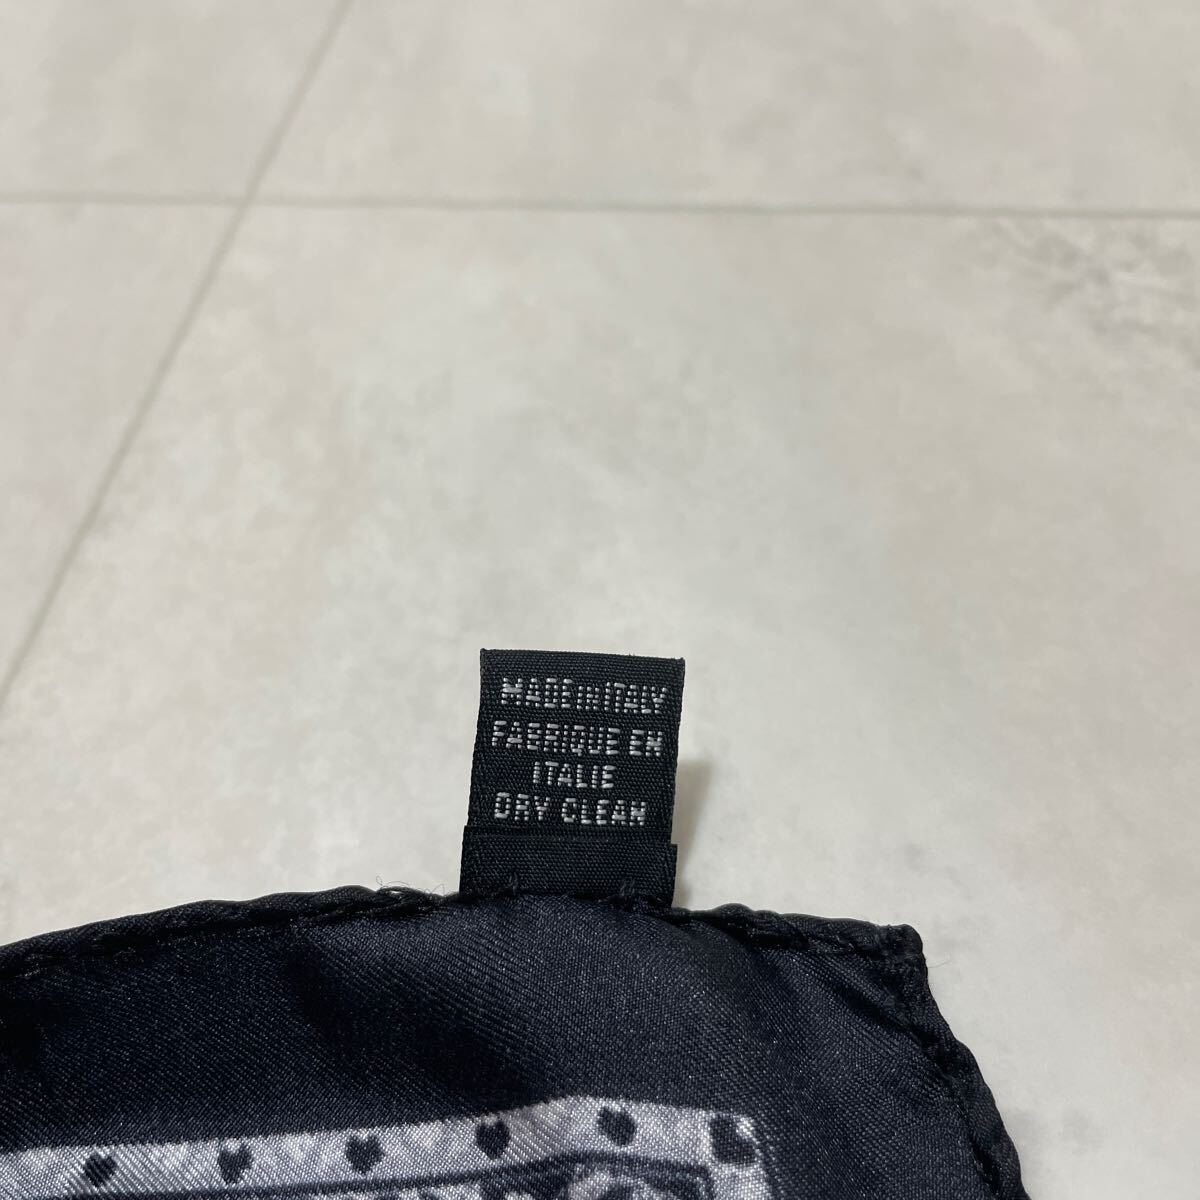 MADE IN ITALY
FABRIQUE EN
ITALIE
DRY CLEAN